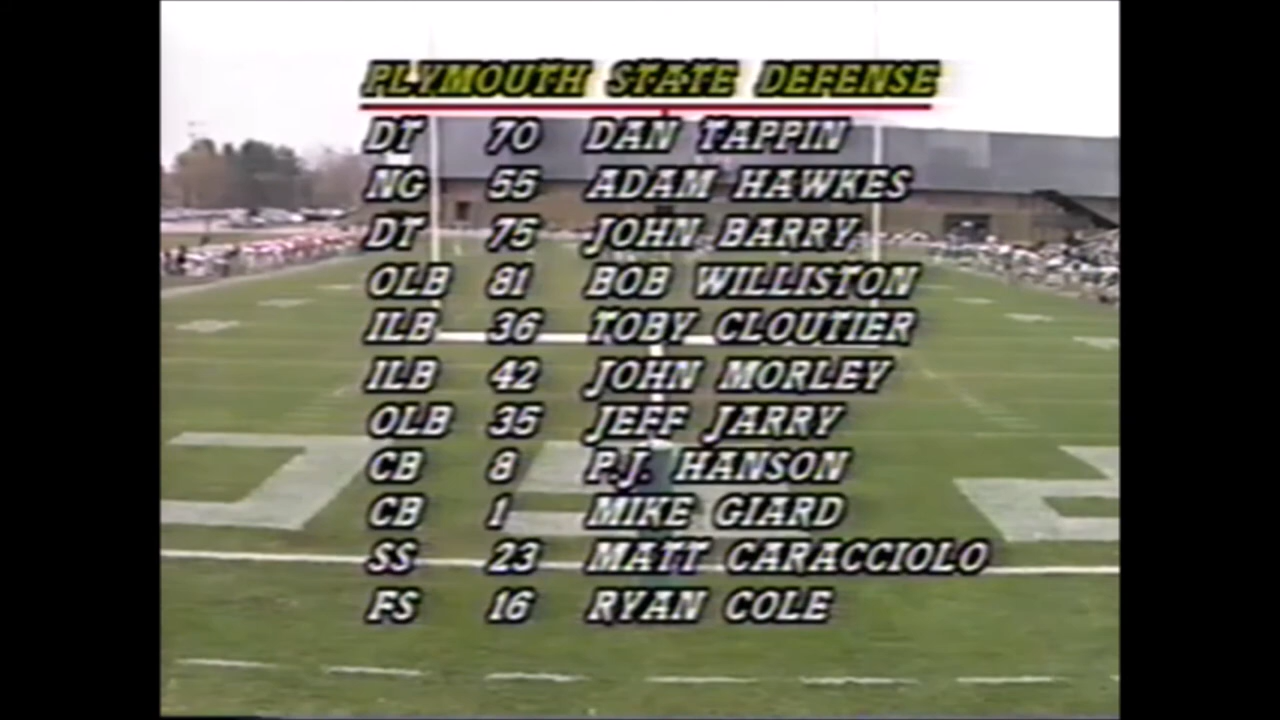 PLYMOUTH STATE DEFENSE
DT 70 DAN TAPPIN
NG 55 ADAM HAWKES
DT 75 JOHN BARRY
OLB 81 BOB WILLISTON
ILB 36 TOBY CLOUTIER
ILB 42 JOHN MORLEY
OLB 35 JEFF JARRY
CB 8 P.J. HANSON
CB 1 MIKE GIARD
SS 23 MATT CARACCIOLO
FS 16 RYAN COLE